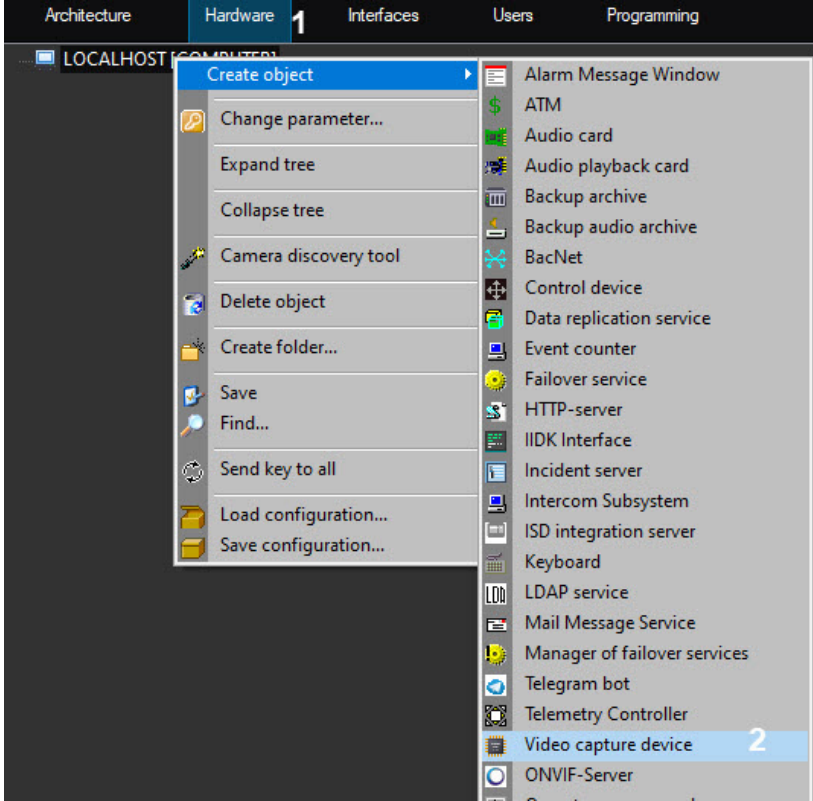 Architecture Hardware 1 Interfaces Users Programming
LOCALHOST [COMPUTER]
Create object
Change parameter...
Expand tree
Collapse tree
Camera discovery tool
Delete object
Create folder...
Save
Find...
Send key to all
Load configuration...
Save configuration...
Alarm Message Window
ATM
Audio card
Audio playback card
Backup archive
Backup audio archive
BacNet
Control device
Data replication service
Event counter
Failover service
HTTP-server
IIDK Interface
Incident server
Intercom Subsystem
ISD integration server
Keyboard
LDAP service
Mail Message Service
Manager of failover services
Telegram bot
Telemetry Controller
Video capture device 2
ONVIF-Server